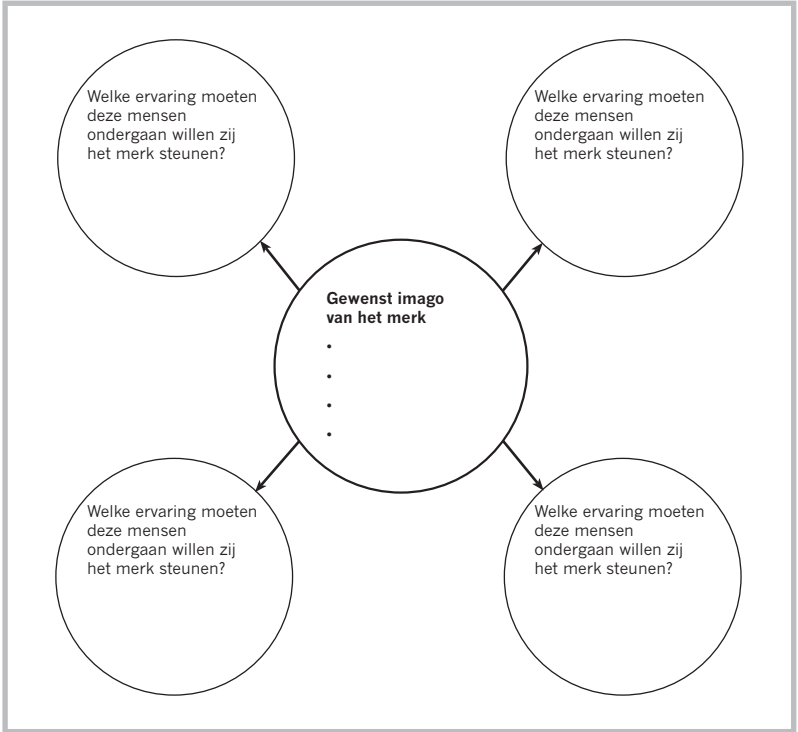 Welke ervaring moeten
deze mensen
ondergaan willen zij
het merk steunen?
Welke ervaring moeten
deze mensen
ondergaan willen zij
het merk steunen?
Gewenst imago
van het merk
•
•
•
•
Welke ervaring moeten
deze mensen
ondergaan willen zij
het merk steunen?
Welke ervaring moeten
deze mensen
ondergaan willen zij
het merk steunen?